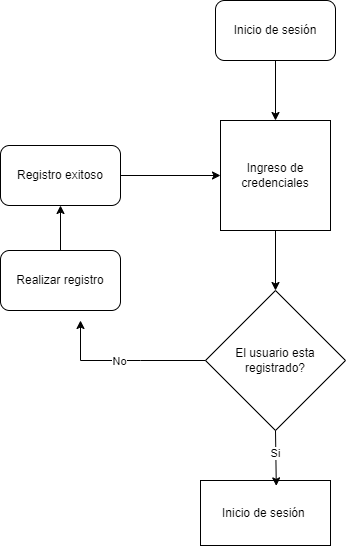 Inicio de sesión
Ingreso de
credenciales
Registro exitoso
Realizar registro
El usuario esta
registrado?
No
Si
Inicio de sesión